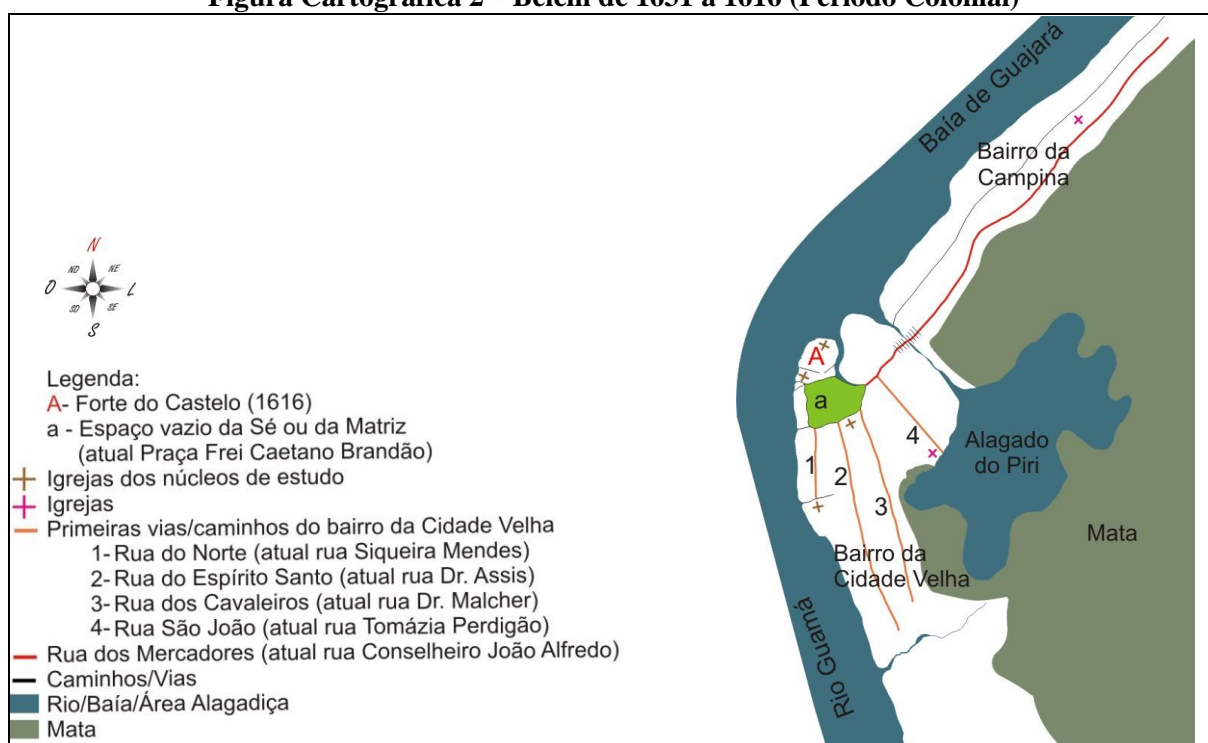 Figura Cartográfica 2 – Belém de 1631 a 1616 (Período Colonial)
Baía de Guajará
Bairro da
Campina
N
NO
NE
O
L
SO
SE
S
A
a
1
2
3
4
Alagado
do Piri
Mata
Bairro da
Cidade Velha
Rio Guamá
Legenda:
A- Forte do Castelo (1616)
a - Espaço vazio da Sé ou da Matriz
(atual Praça Frei Caetano Brandão)
Igrejas dos núcleos de estudo
Igrejas
Primeiras vias/caminhos do bairro da Cidade Velha
1- Rua do Norte (atual rua Siqueira Mendes)
2- Rua do Espírito Santo (atual rua Dr. Assis)
3- Rua dos Cavaleiros (atual rua Dr. Malcher)
4- Rua São João (atual rua Tomázia Perdigão)
Rua dos Mercadores (atual rua Conselheiro João Alfredo)
Caminhos/Vias
Rio/Baía/Área Alagadiça
Mata